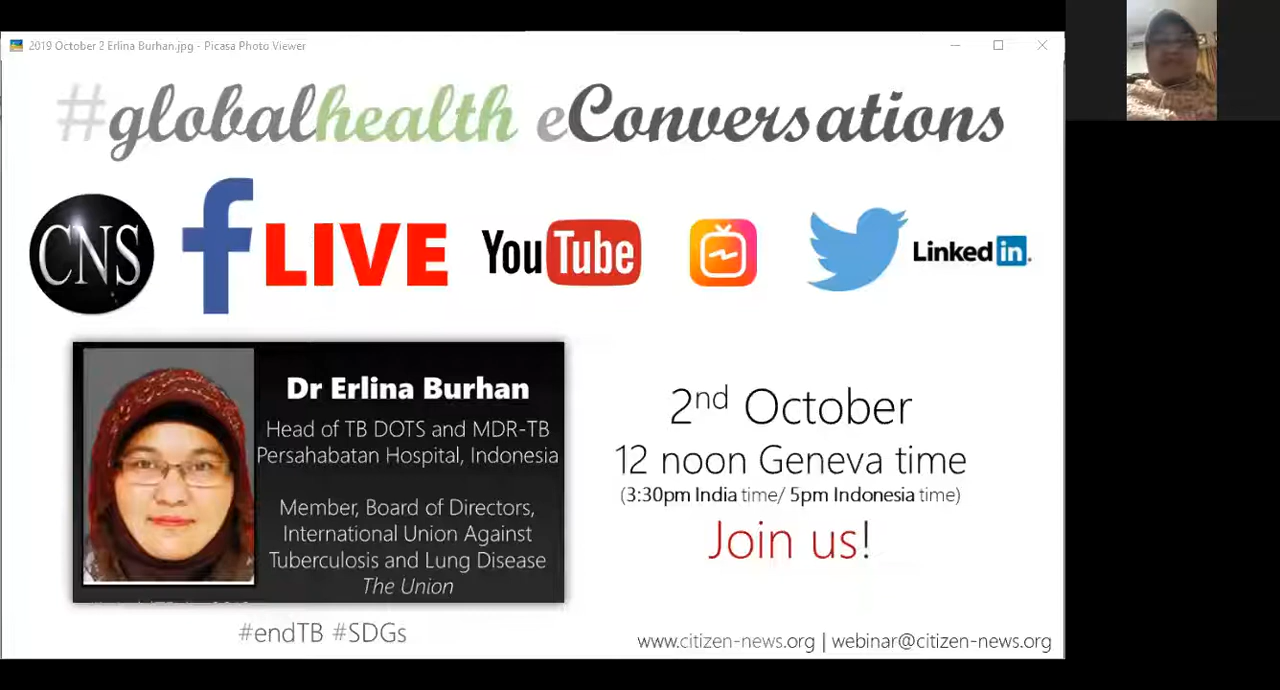 2019 October 2 Erlina Burhan.jpg - Picasa Photo Viewer
#globalhealth eConversations
CNS
f LIVE
YouTube
Linked in.
Dr Erlina Burhan
Head of TB DOTS and MDR-TB
Persahabatan Hospital, Indonesia
Member, Board of Directors,
International Union Against
Tuberculosis and Lung Disease
The Union
2nd October
12 noon Geneva time
(3:30pm India time/ 5pm Indonesia time)
Join us!
#endTB #SDGs
www.citizen-news.org | webinar@citizen-news.org